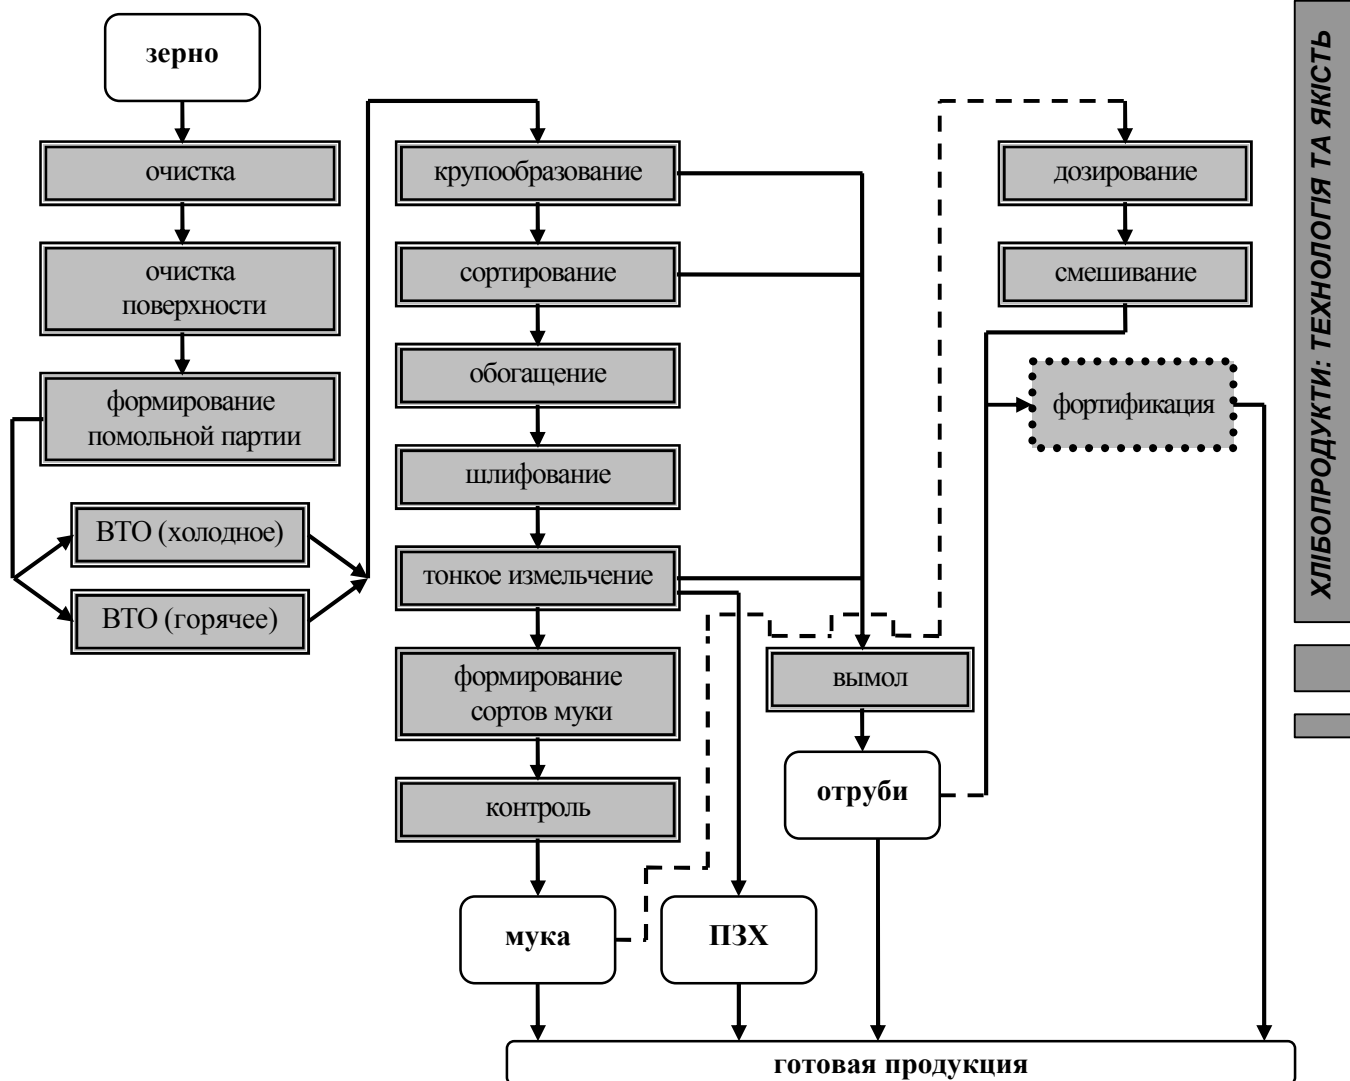 зерно
очистка
очистка
поверхности
формирование
помольной партии
ВТО (холодное)
ВТО (горячее)
крупообразование
сортирование
обогащение
шлифование
тонкое измельчение
формирование
сортов муки
контроль
мука
ПЗХ
вымол
отруби
дозирование
смешивание
фортификация
готовая продукция
ХЛІБОПРОДУКТИ: ТЕХНОЛОГІЯ ТА ЯКІСТЬ